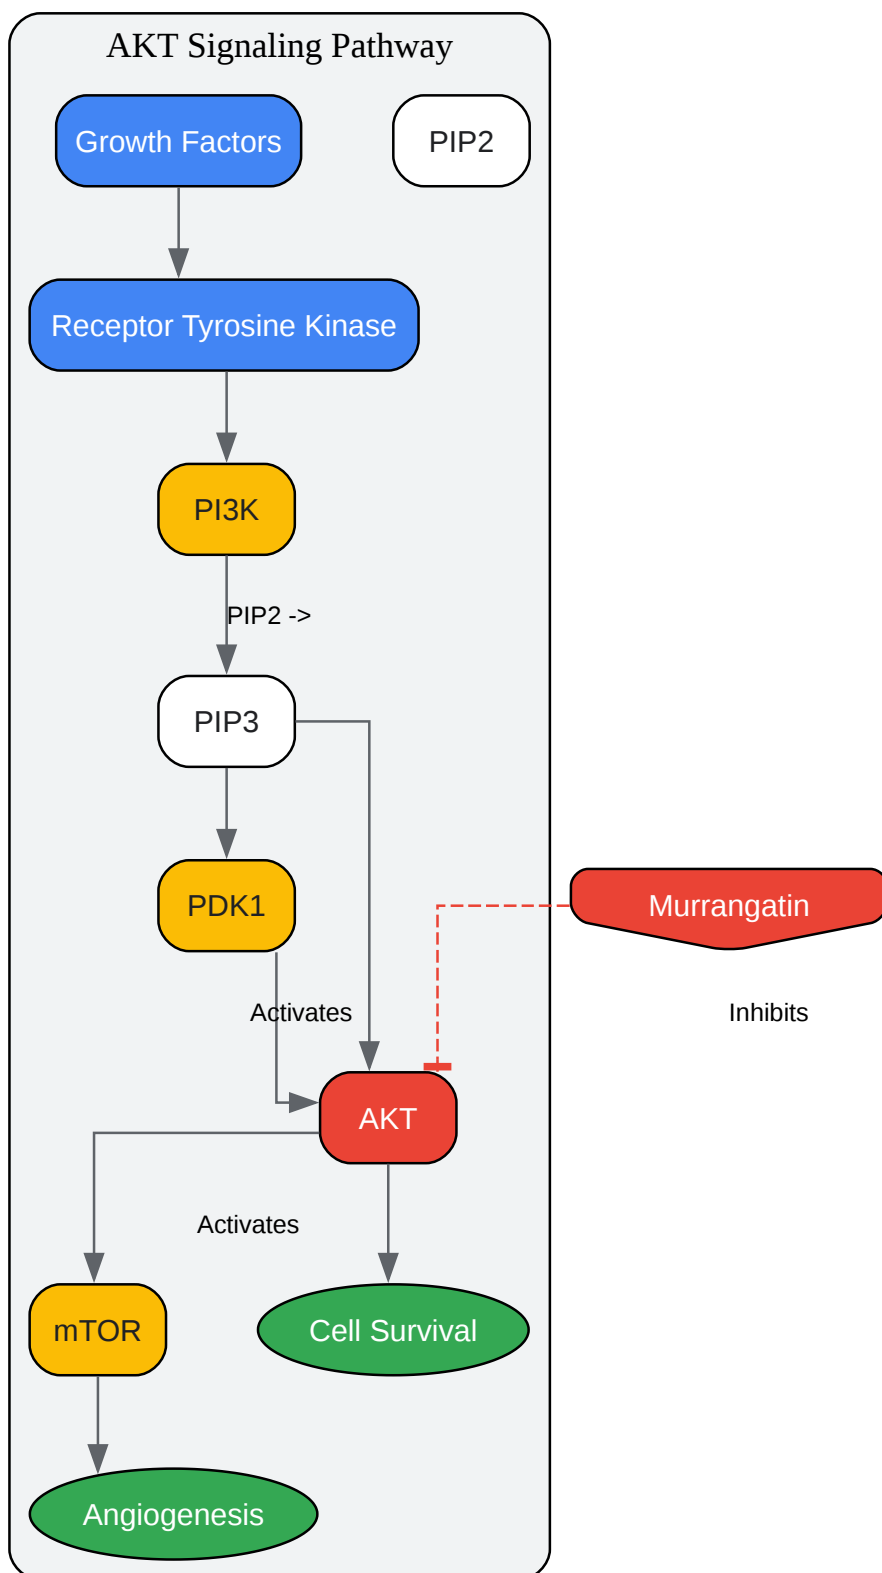 AKT Signaling Pathway
Growth Factors
PIP2
Receptor Tyrosine Kinase
PI3K
PIP2 ->
PIP3
PDK1
Murrangatin
Activates
Inhibits
AKT
Activates
mTOR
Cell Survival
Angiogenesis